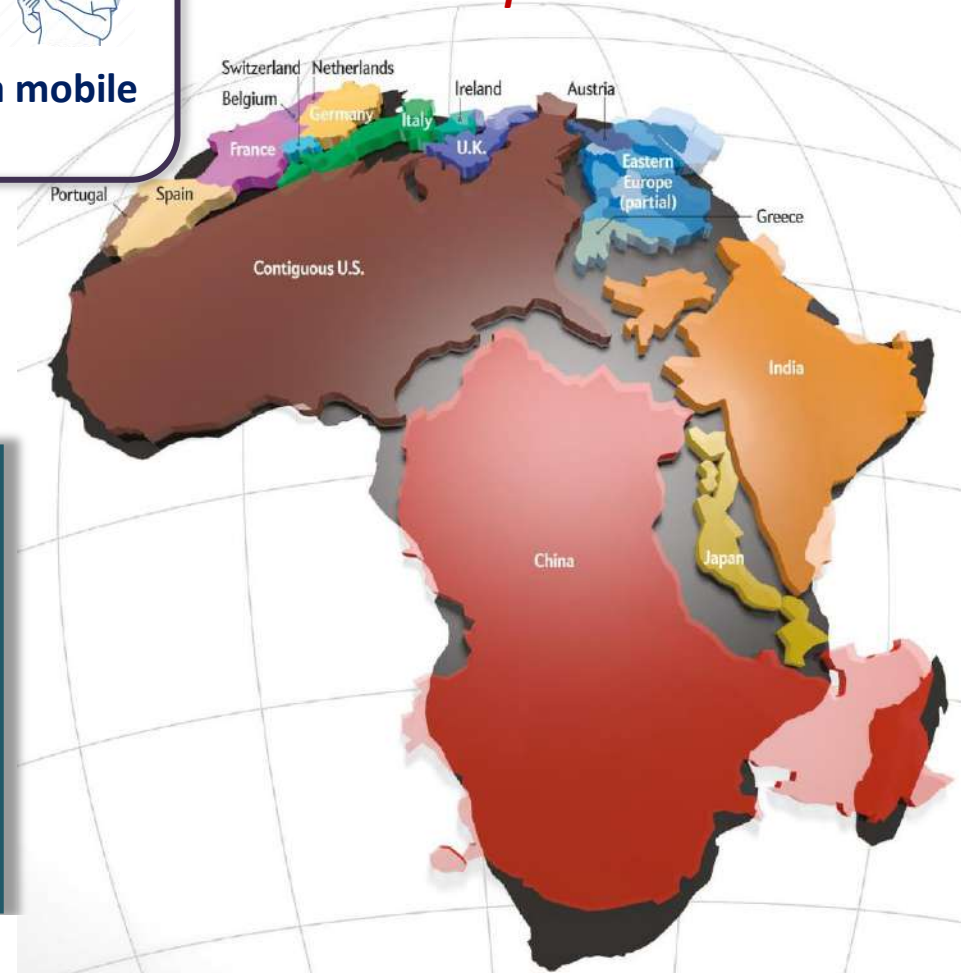 mobile
Switzerland
Netherlands
Belgium
Ireland
Austria
Germany
Italy
France
U.K.
Eastern
Europe
(partial)
Portugal
Spain
Greece
Contiguous U.S.
India
China
Japan